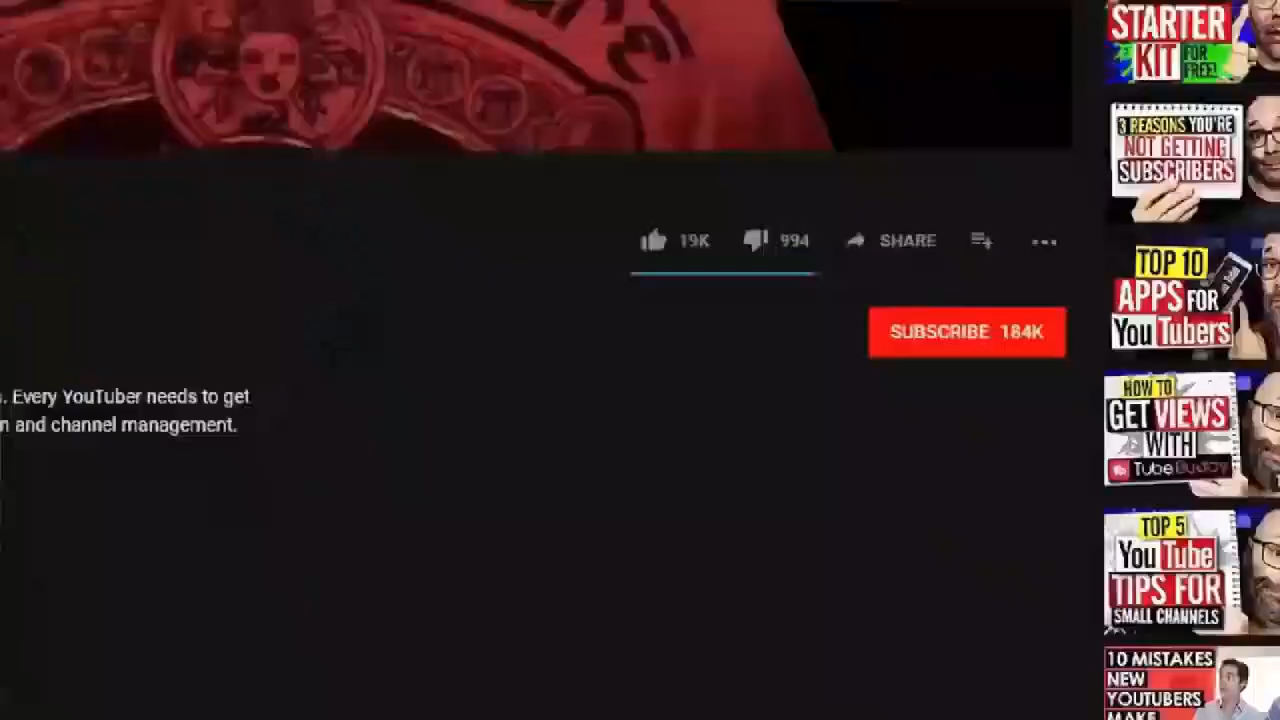 19K 994 SHARE
SUBSCRIBE 184K
. Every YouTuber needs to get
n and channel management.
STARTER
KIT FOR
FREE!
3 REASONS YOU'RE
NOT GETTING
SUBSCRIBERS
TOP 10
APPS FOR
YouTubers
HOW TO
GET VIEWS
WITH
TubeBuddy
TOP 5
YouTube
TIPS FOR
SMALL CHANNELS
10 MISTAKES
NEW
YOUTUBERS
MAKE